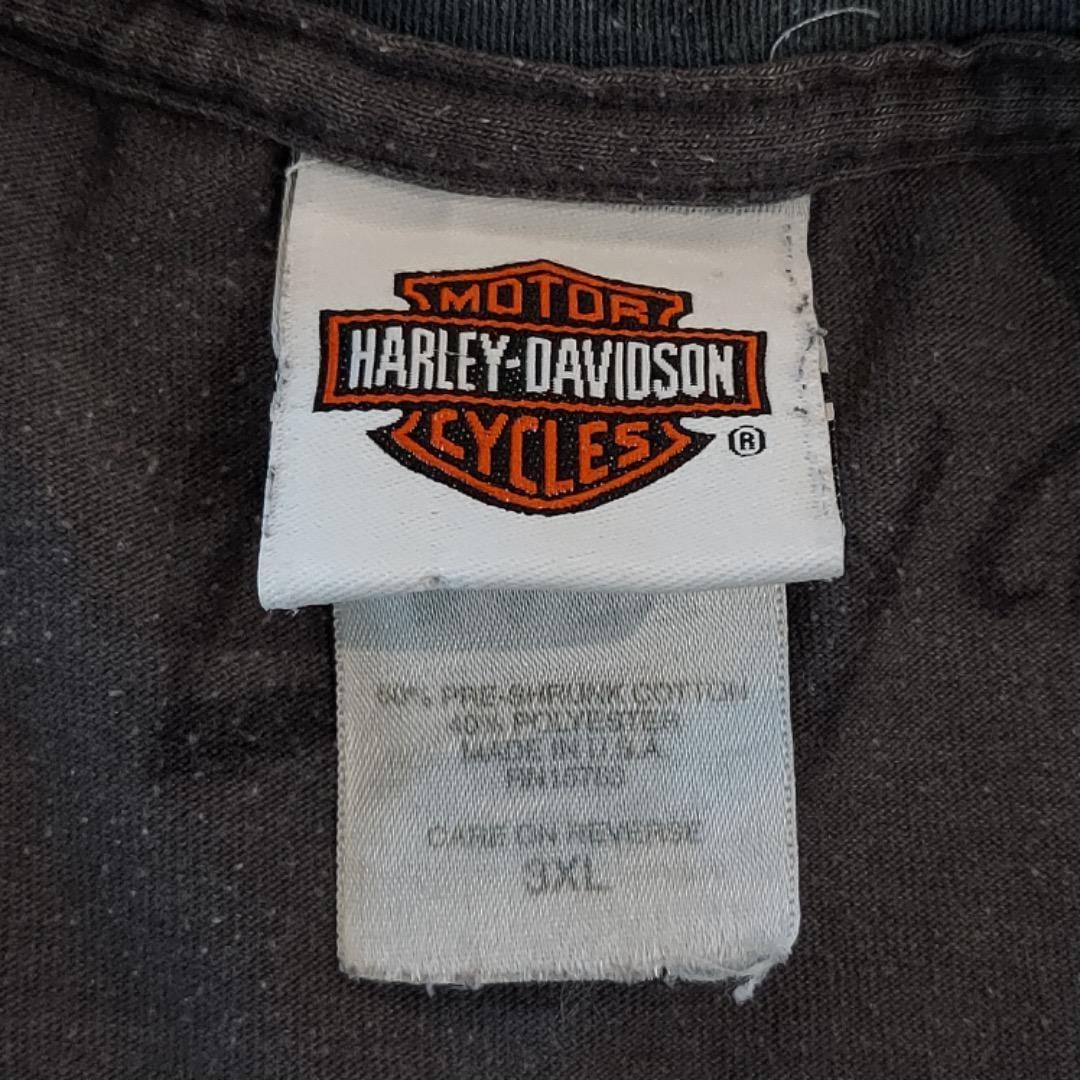 MOTOR
HARLEY-DAVIDSON
CYCLES
®
60% PRE-SHRUNK COTTON
40% POLYESTER
MADE IN U.S.A.
CARE ON REVERSE
3XL